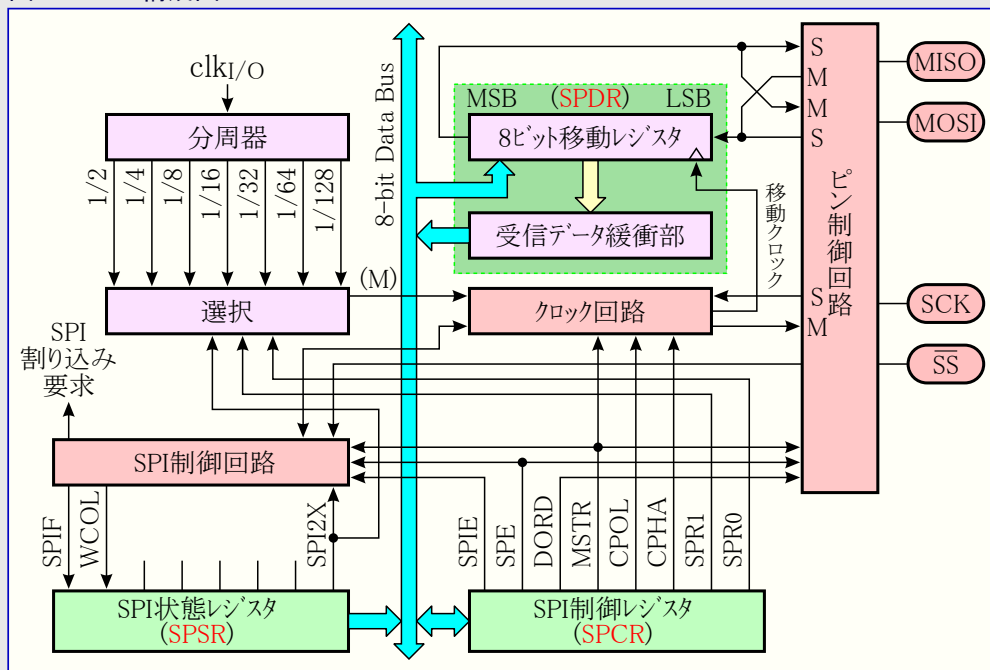 clkI/O
分周器
1/2
1/4
1/8
1/16
1/32
1/64
1/128
選択
(M)
SPI
割り込み
要求
SPI制御回路
SPIF
WCOL
SPI2X
SPI状態レジスタ
(SPSR)
8-bit Data Bus
MSB (SPDR) LSB
8ビット移動レジスタ
受信データ緩衝部
移動クロック
クロック回路
SPIE
SPE
DORD
MSTR
CPOL
CPHA
SPR1
SPR0
SPI制御レジスタ
(SPCR)
S
M
M
S
ピン制御回路
S
M
MISO
MOSI
SCK
SS